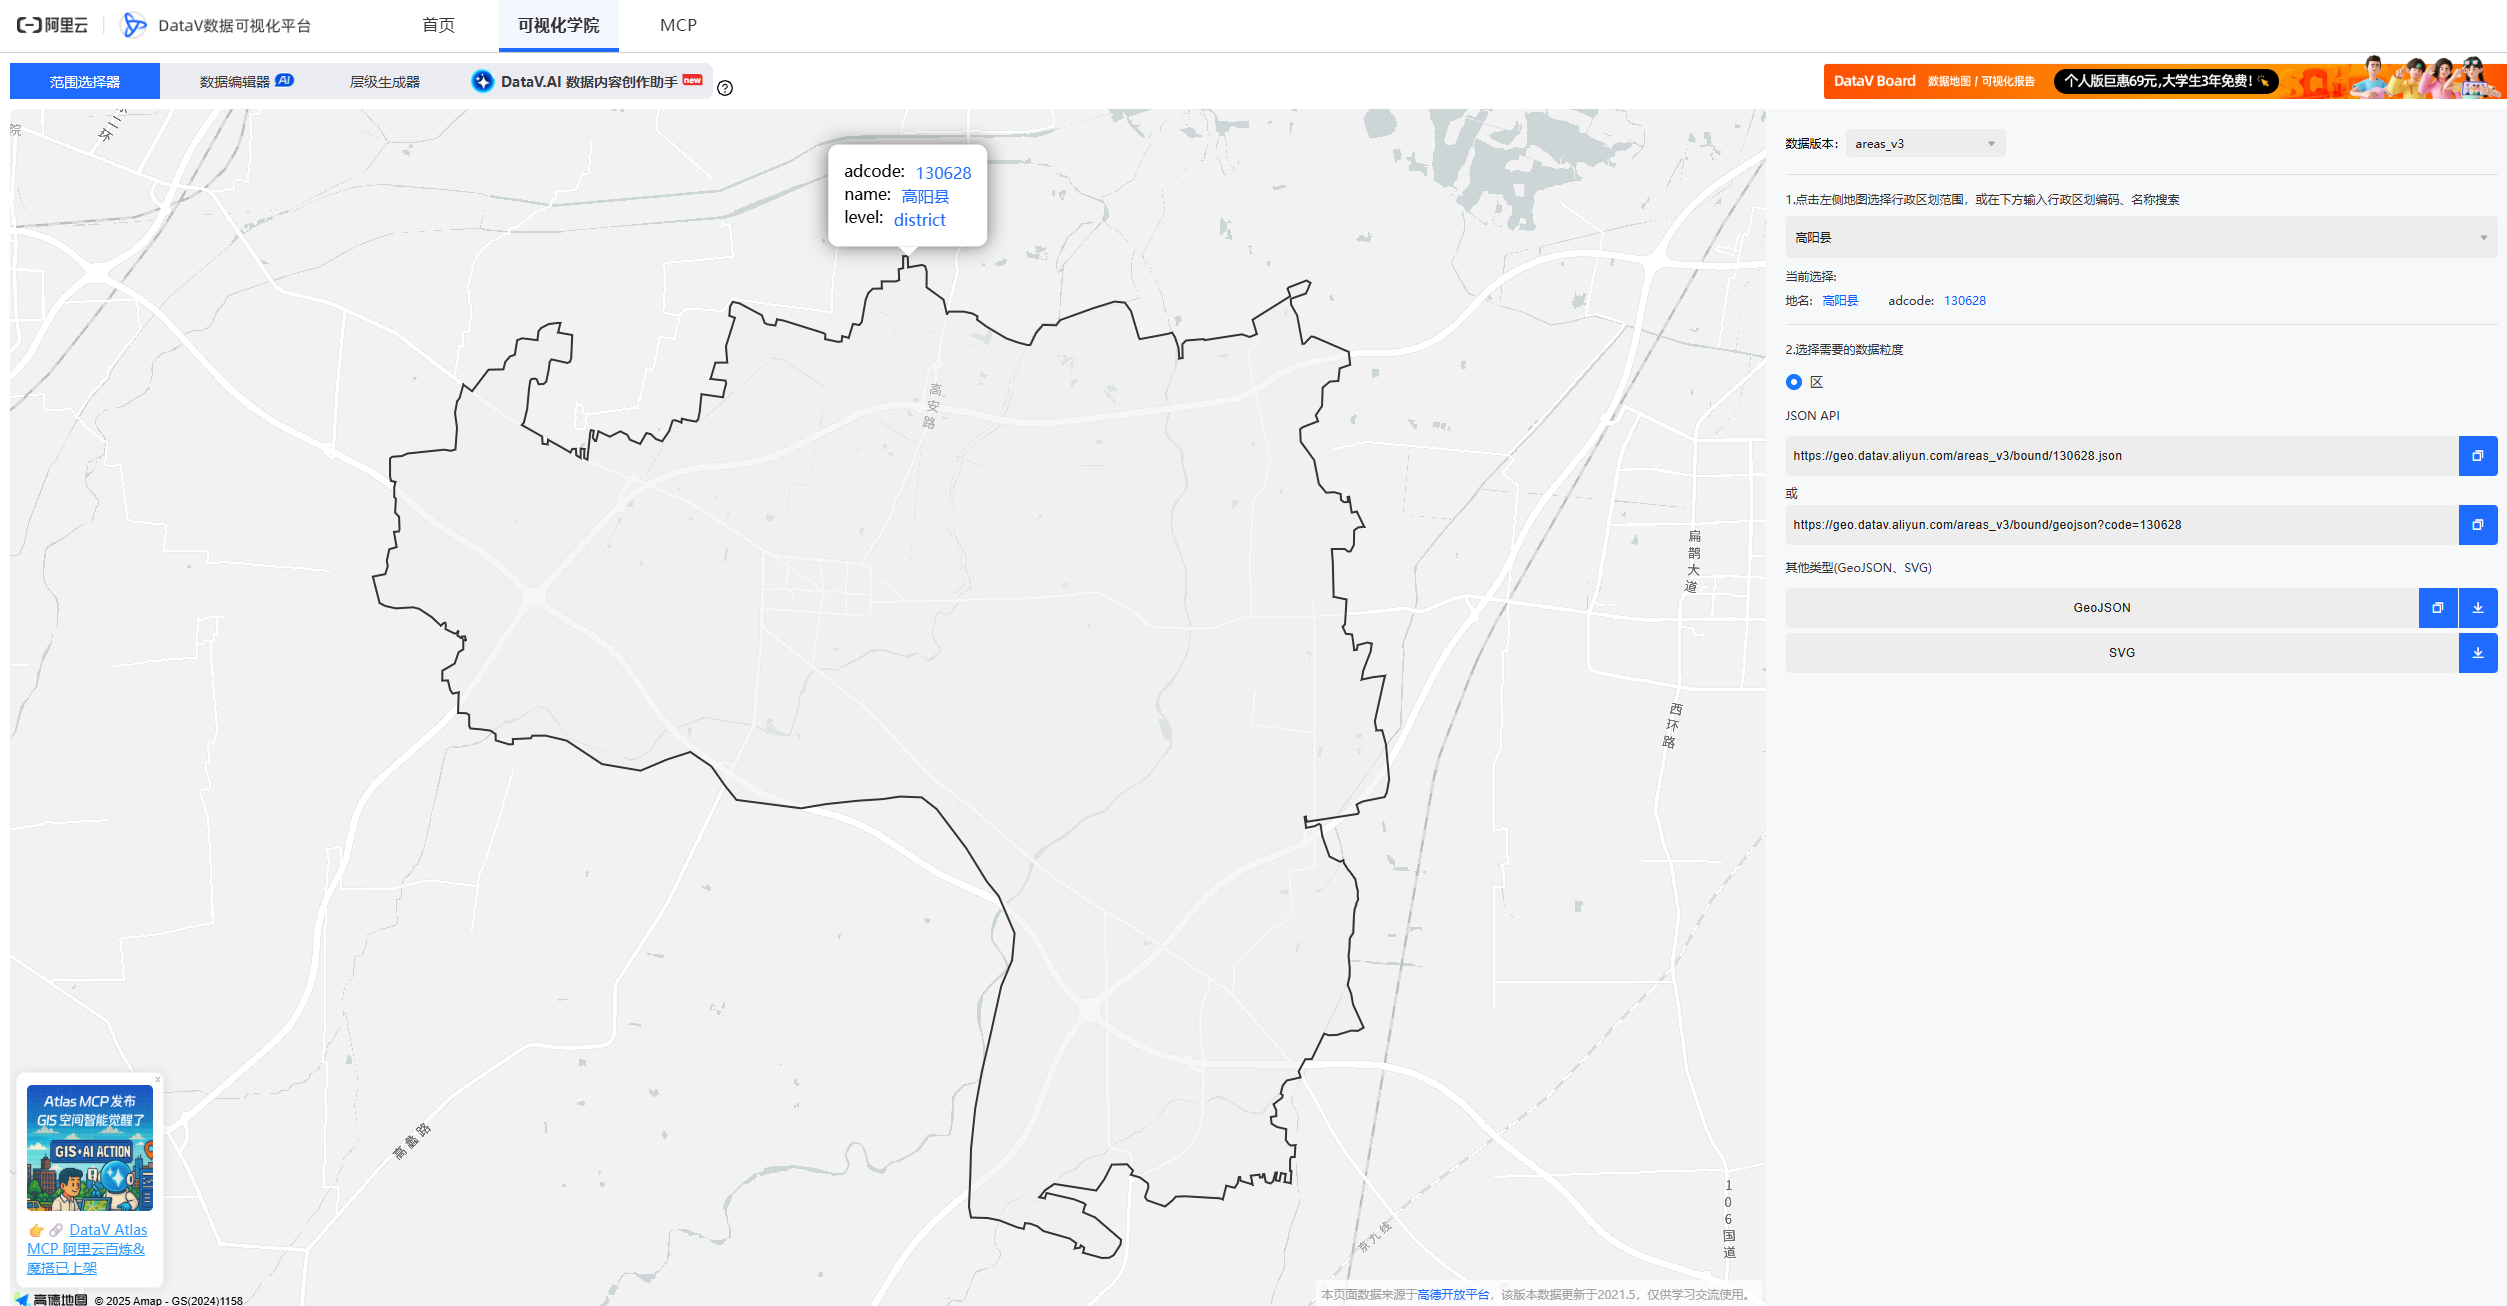 阿里云
DataV数据可视化平台
首页
可视化学院
MCP
范围选择器
数据编辑器 AI
层级生成器
DataV.AI 数据内容创作助手 new
DataV Board 数据地图 / 可视化报告 个人版巨惠69元,大学生3年免费!
院
二环
adcode: 130628
name: 高阳县
level: district
高安路
扁鹊大道
西环路
高蠡路
京九线
106国道
Atlas MCP 发布
GIS 空间智能觉醒了
GIS+AI ACTION
DataV Atlas
MCP 阿里云百炼&
魔搭已上架
x
高德地图 © 2025 Amap - GS(2024)1158
本页面数据来源于高德开放平台，该版本数据更新于2021.5，仅供学习交流使用。
数据版本: areas_v3
1.点击左侧地图选择行政区划范围，或在下方输入行政区划编码、名称搜索
高阳县
当前选择:
地名: 高阳县 adcode: 130628
2.选择需要的数据粒度
区
JSON API
https://geo.datav.aliyun.com/areas_v3/bound/130628.json
或
https://geo.datav.aliyun.com/areas_v3/bound/geojson?code=130628
其他类型(GeoJSON、SVG)
GeoJSON
SVG